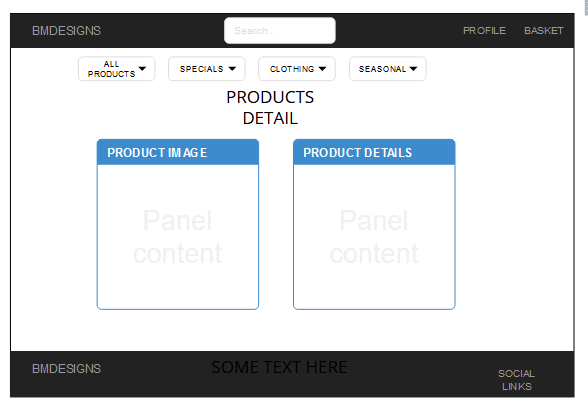 BMDESIGNS Search... PROFILE BASKET
ALL
PRODUCTS SPECIALS CLOTHING SEASONAL
PRODUCTS
DETAIL
PRODUCT IMAGE PRODUCT DETAILS
Panel Panel
content content
BMDESIGNS SOME TEXT HERE SOCIAL
LINKS